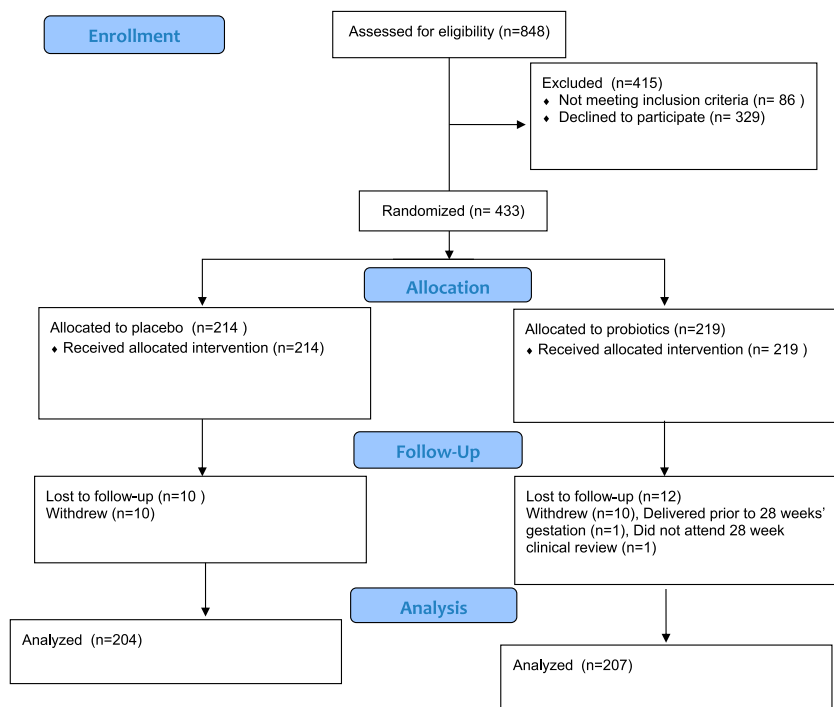 Enrollment
Assessed for eligibility (n=848)
Excluded (n=415)
♦ Not meeting inclusion criteria (n= 86 )
♦ Declined to participate (n= 329)
Randomized (n= 433)
Allocation
Allocated to placebo (n=214 )
♦ Received allocated intervention (n=214)
Allocated to probiotics (n=219)
♦ Received allocated intervention (n= 219 )
Follow-Up
Lost to follow-up (n=10 )
Withdrew (n=10)
Lost to follow-up (n=12)
Withdrew (n=10), Delivered prior to 28 weeks'
gestation (n=1), Did not attend 28 week
clinical review (n=1)
Analysis
Analyzed (n=204)
Analyzed (n=207)